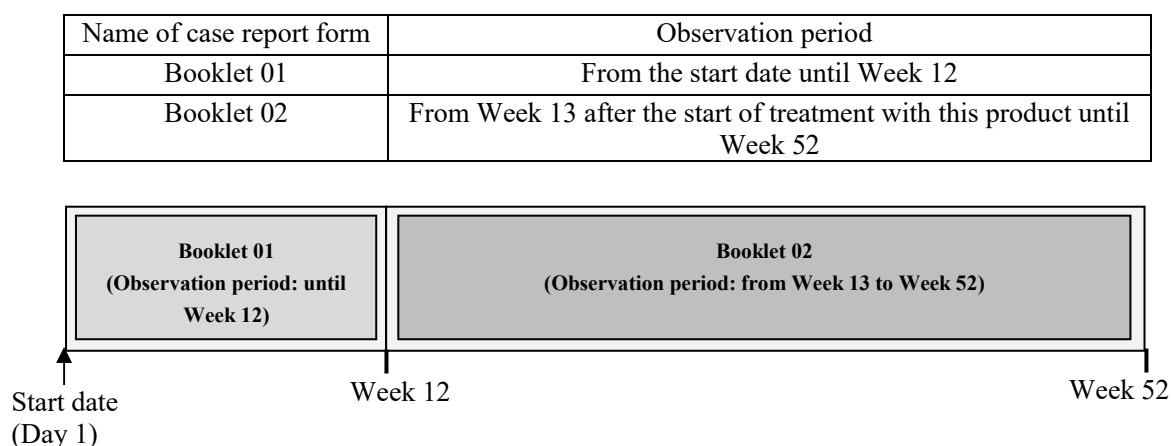 Name of case report form
Observation period
Booklet 01
From the start date until Week 12
Booklet 02
From Week 13 after the start of treatment with this product until
Week 52
Booklet 01
(Observation period: until
Week 12)
Booklet 02
(Observation period: from Week 13 to Week 52)
Start date
(Day 1)
Week 12
Week 52